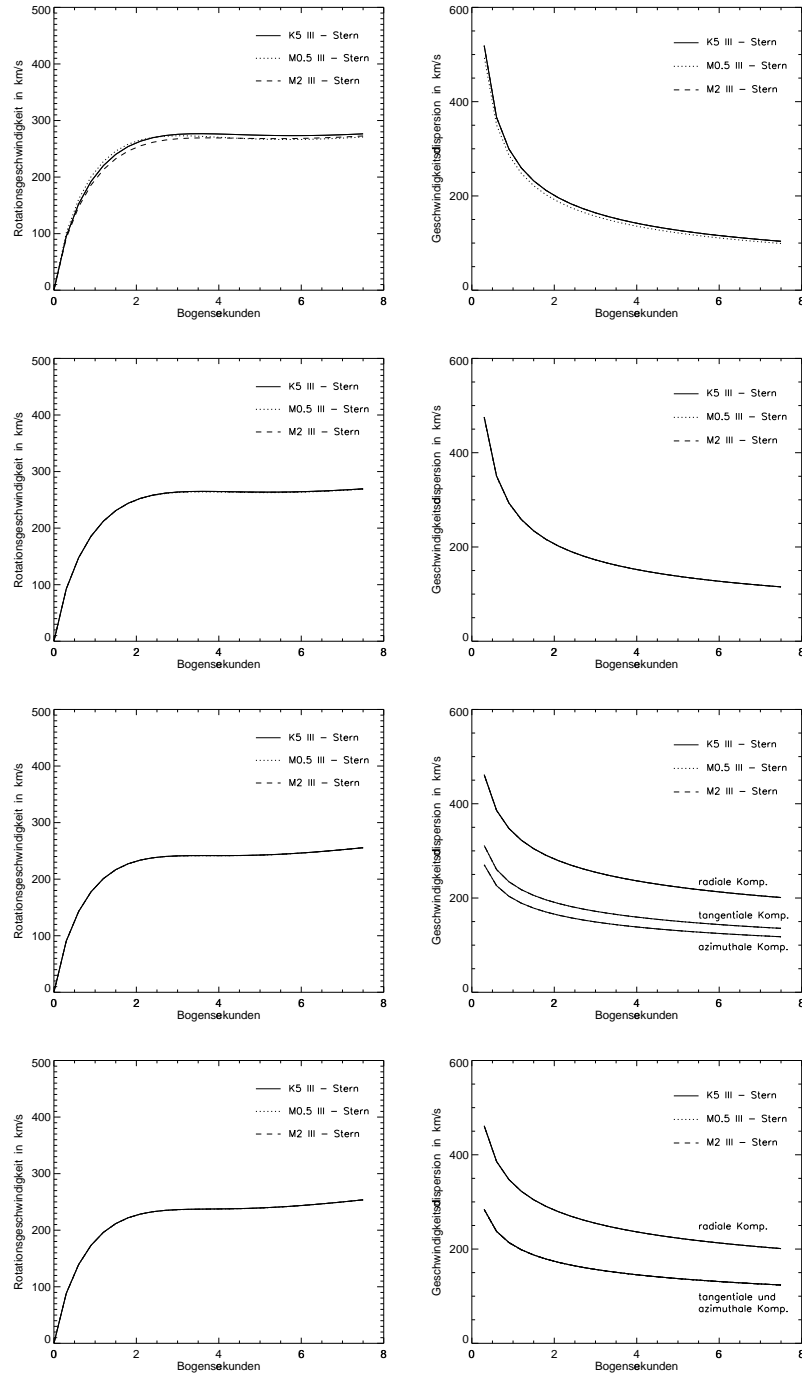 500
400
300
200
100
0
Rotationsgeschwindigkeit in km/s
K5 III – Stern
M0.5 III – Stern
M2 III – Stern
0 2 4 6 8
Bogensekunden
600
400
200
0
Geschwindigkeitsdispersion in km/s
K5 III – Stern
M0.5 III – Stern
M2 III – Stern
0 2 4 6 8
Bogensekunden
500
400
300
200
100
0
Rotationsgeschwindigkeit in km/s
K5 III – Stern
M0.5 III – Stern
M2 III – Stern
0 2 4 6 8
Bogensekunden
600
400
200
0
Geschwindigkeitsdispersion in km/s
K5 III – Stern
M0.5 III – Stern
M2 III – Stern
0 2 4 6 8
Bogensekunden
500
400
300
200
100
0
Rotationsgeschwindigkeit in km/s
K5 III – Stern
M0.5 III – Stern
M2 III – Stern
0 2 4 6 8
Bogensekunden
600
400
200
0
Geschwindigkeitsdispersion in km/s
K5 III – Stern
M0.5 III – Stern
M2 III – Stern
radiale Komp.
tangentiale Komp.
azimuthale Komp.
0 2 4 6 8
Bogensekunden
500
400
300
200
100
0
Rotationsgeschwindigkeit in km/s
K5 III – Stern
M0.5 III – Stern
M2 III – Stern
0 2 4 6 8
Bogensekunden
600
400
200
0
Geschwindigkeitsdispersion in km/s
K5 III – Stern
M0.5 III – Stern
M2 III – Stern
radiale Komp.
tangentiale und
azimuthale Komp.
0 2 4 6 8
Bogensekunden